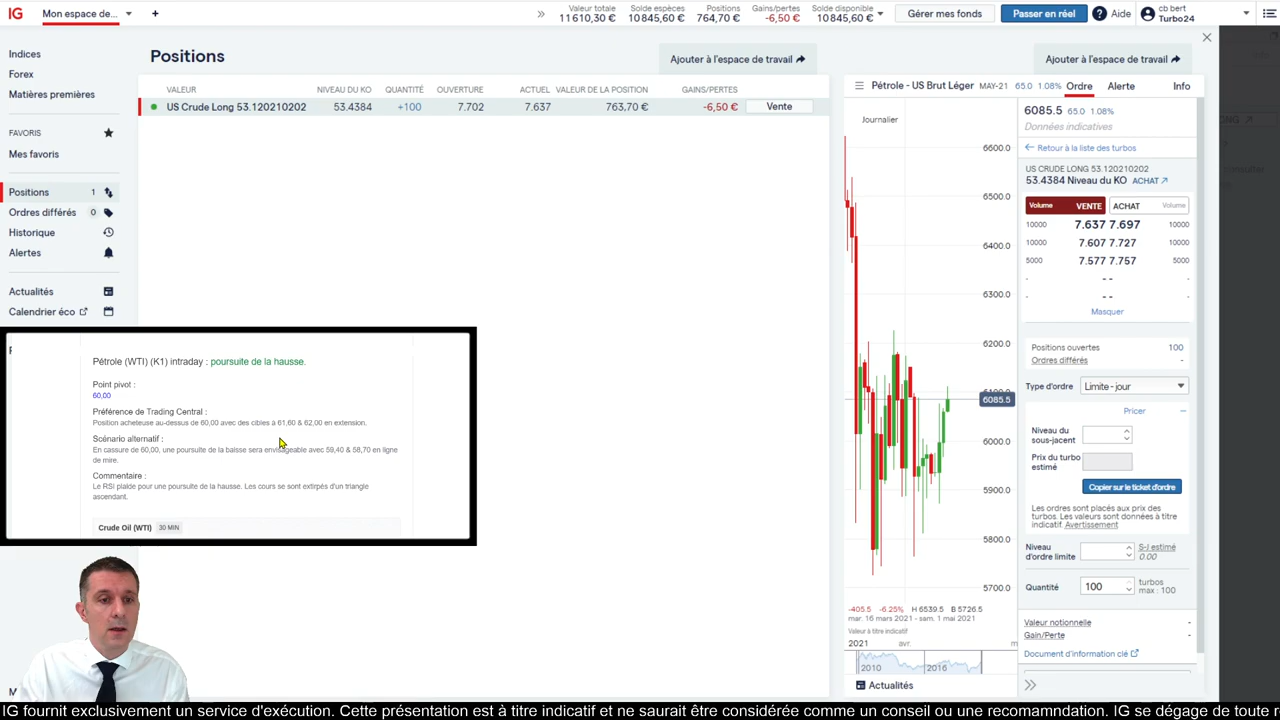 IG
Mon espace de...
+
Valeur totale
11 610,30 €
Solde espèces
10 845,60 €
Positions
764,70 €
Gains/pertes
-6,50 €
Solde disponible
10 845,60 €
Gérer mes fonds
Passer en réel
? Aide
cb bert
Turbo24
Indices
Forex
Matières premières
FAVORIS
Mes favoris
Positions 1
Ordres différés 0
Historique
Alertes
Actualités
Calendrier éco
Positions
Ajouter à l'espace de travail
VALEUR NIVEAU DU KO QUANTITÉ OUVERTURE ACTUEL VALEUR DE LA POSITION GAINS/PERTES
US Crude Long 53.120210202 53.4384 +100 7.702 7.637 763,70 € -6,50 € Vente
Pétrole (WTI) (K1) intraday : poursuite de la hausse.
Point pivot :
60,00
Préférence de Trading Central :
Position acheteuse au-dessus de 60,00 avec des cibles à 61,60 & 62,00 en extension.
Scénario alternatif :
En cassure de 60,00, une poursuite de la baisse sera envisageable avec 59,40 & 58,70 en ligne
de mire.
Commentaire :
Le RSI plaide pour une poursuite de la hausse. Les cours se sont extirpés d'un triangle
ascendant.
Crude Oil (WTI) 30 MIN
Ajouter à l'espace de travail
Pétrole - US Brut Léger MAY-21 65.0 1.08% Ordre Alerte Info
Journalier
6600.0
6500.0
6400.0
6300.0
6200.0
6085.5
6000.0
5900.0
5800.0
5700.0
-405.5 -6.25% H 6539.5 B 5726.5
mar. 16 mars 2021 - sam. 1 mai 2021
Valeur à titre indicatif
2021 avr. m
2010 2016
Actualités
6085.5 65.0 1.08%
Données indicatives
Retour à la liste des turbos
US CRUDE LONG 53.120210202
53.4384 Niveau du KO ACHAT
Volume VENTE ACHAT Volume
10000 7.637 7.697 10000
10000 7.607 7.727 10000
5000 7.577 7.757 5000
- - - -
- - - -
Masquer
Positions ouvertes 100
Ordres différés -
Type d'ordre Limite - jour
Pricer
Niveau du
sous-jacent
Prix du turbo
estimé
Copier sur le ticket d'ordre
Les ordres sont placés aux prix des
turbos. Les valeurs sont données à titre
indicatif. Avertissement
Niveau
d'ordre limite
S-J estimé
0.00
Quantité 100 turbos
max : 100
Valeur notionnelle -
Gain/Perte -
Document d'information clé
IG fournit exclusivement un service d'exécution. Cette présentation est à titre indicatif et ne saurait être considérée comme un conseil ou une recomamndation. IG se dégage de toute r